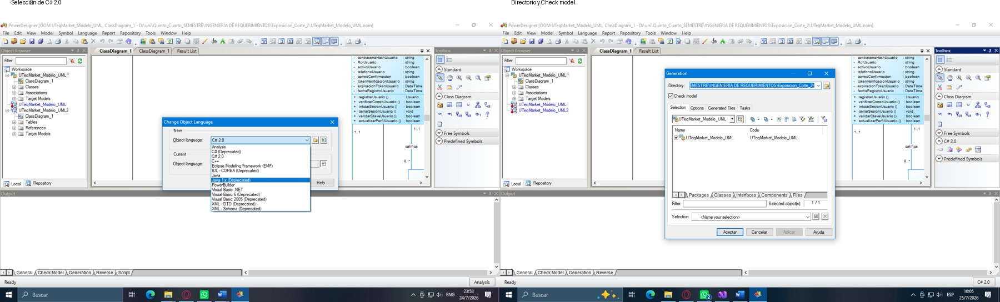 Selección de C# 2.0
PowerDesigner [OOM UTeqMarket_Modelo_UML, ClassDiagram_1 - D:\uni\Quinto_Cuarto_SEMESTRE\INGENIERÍA DE REQUERIMIENTOS\Exposicion_Corte_2\UTeqMarket_Modelo_UML.oom]
File Edit View Model Symbol Language Report Repository Tools Window Help
Object Browser
ClassDiagram_1 ClassDiagram_1 Result List
Toolbox
Filter:
Workspace
UTeqMarket_Modelo_UML *
ClassDiagram_1
Classes
Associations
Target Models
UTeqMarket_Modelo_UML
UTeqMarket_Modelo_UML2
ClassDiagram_1
Tables
References
Target Models
Local Repository
- contrasenaHashUsuario : string
- RolUsuario : string
- activoUsuario : boolean
- telefonoUsuario : string
- correoConfirmacion : boolean
- tokenVerificacionUsuario : string
- expiracionTokenUsuario : DateTime
- fechaRegistroUsuario : DateTime
+ registrarUsuario () : Usuario
+ verificarCorreoUsuario () : boolean
+ iniciarSesionUsuario () : boolean
+ cerrarSesionUsuario () : void
+ validarClaveUsuario () : boolean
+ actualizarPerfilUsuario () : boolean
1..1
1..1
califica
0..*
Standard
Class Diagram
Free Symbols
Predefined Symbols
Change Object Language
New
Object language: C# 2.0
Analysis
C# (Deprecated)
C# 2.0
C++
Eclipse Modeling Framework (EMF)
IDL - CORBA (Deprecated)
Java
Java 1.x (Deprecated)
PowerBuilder
Visual Basic .NET
Visual Basic 6 (Deprecated)
Visual Basic 2005 (Deprecated)
XML - DTD (Deprecated)
XML - Schema (Deprecated)
Current
Object language:
Help
Output
General Check Model Generation Reverse Script
Ready
Analysis
Buscar
ENG
23:58
24/7/2026
Directorio y Check model
PowerDesigner [OOM UTeqMarket_Modelo_UML, ClassDiagram_1 - D:\uni\Quinto_Cuarto_SEMESTRE\INGENIERÍA DE REQUERIMIENTOS\Exposicion_Corte_2\UTeqMarket_Modelo_UML.oom]
File Edit View Model Symbol Language Report Repository Tools Window Help
Object Browser
ClassDiagram_1 Result List
Toolbox
Filter:
Workspace
UTeqMarket_Modelo_UML *
ClassDiagram_1
Classes
Associations
Target Models
UTeqMarket_Modelo_UML
UTeqMarket_Modelo_UML2
Local Repository
- contrasenaHashUsuario : string
- RolUsuario : string
- activoUsuario : boolean
- telefonoUsuario : string
- correoConfirmacion : boolean
- tokenVerificacionUsuario : string
- expiracionTokenUsuario : DateTime
- fechaRegistroUsuario : DateTime
+ registrarUsuario () : Usuario
+ verificarCorreoUsuario () : boolean
+ iniciarSesionUsuario () : boolean
+ cerrarSesionUsuario () : void
+ validarClaveUsuario () : boolean
+ actualizarPerfilUsuario () : boolean
1..1
1..1
califica
0..*
Standard
Class Diagram
Free Symbols
C# 2.0
Predefined Symbols
Generation
Directory: EMESTRE\INGENIERÍA DE REQUERIMIENTOS\Exposicion_Corte_2\
Check model
Selection Options Generated Files Tasks
UTeqMarket_Modelo_UML
Name Code
UTeqMarket_Modelo_UML UTeqMarket_Modelo_UML
Packages Classes Interfaces Components Files
Filter: Selected object(s): 1 / 1
Selection: <Name your selection>
Aceptar Cancelar Aplicar Ayuda
Output
General Check Model Generation Reverse
Ready
C# 2.0
Buscar
2
ESP
10:05
25/7/2026